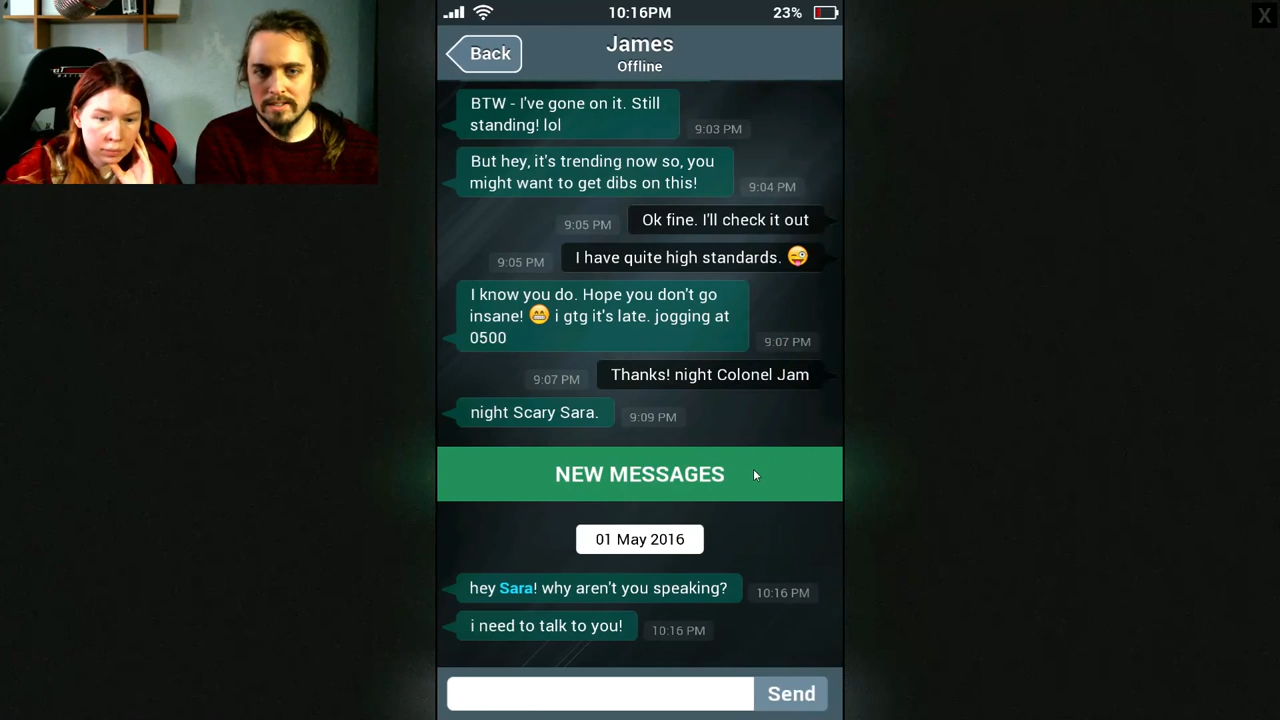 10:16PM
23%
X
Back
James
Offline
BTW - I've gone on it. Still
standing! lol
9:03 PM
But hey, it's trending now so, you
might want to get dibs on this!
9:04 PM
9:05 PM
Ok fine. I'll check it out
9:05 PM
I have quite high standards. 😜
I know you do. Hope you don't go
insane! 😁 i gtg it's late. jogging at
0500
9:07 PM
9:07 PM
Thanks! night Colonel Jam
night Scary Sara.
9:09 PM
NEW MESSAGES
01 May 2016
hey Sara! why aren't you speaking?
10:16 PM
i need to talk to you!
10:16 PM
Send